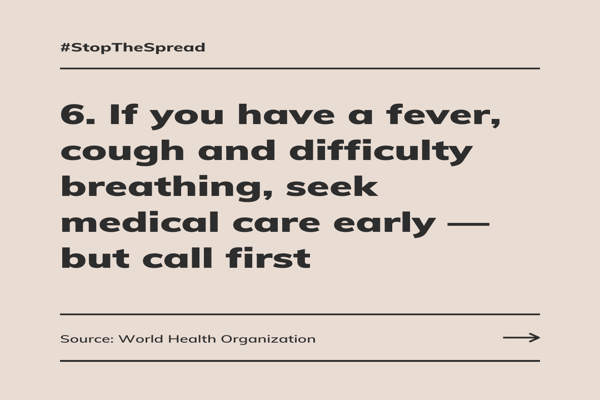 #StopTheSpread
6. If you have a fever,
cough and difficulty
breathing, seek
medical care early —
but call first
Source: World Health Organization